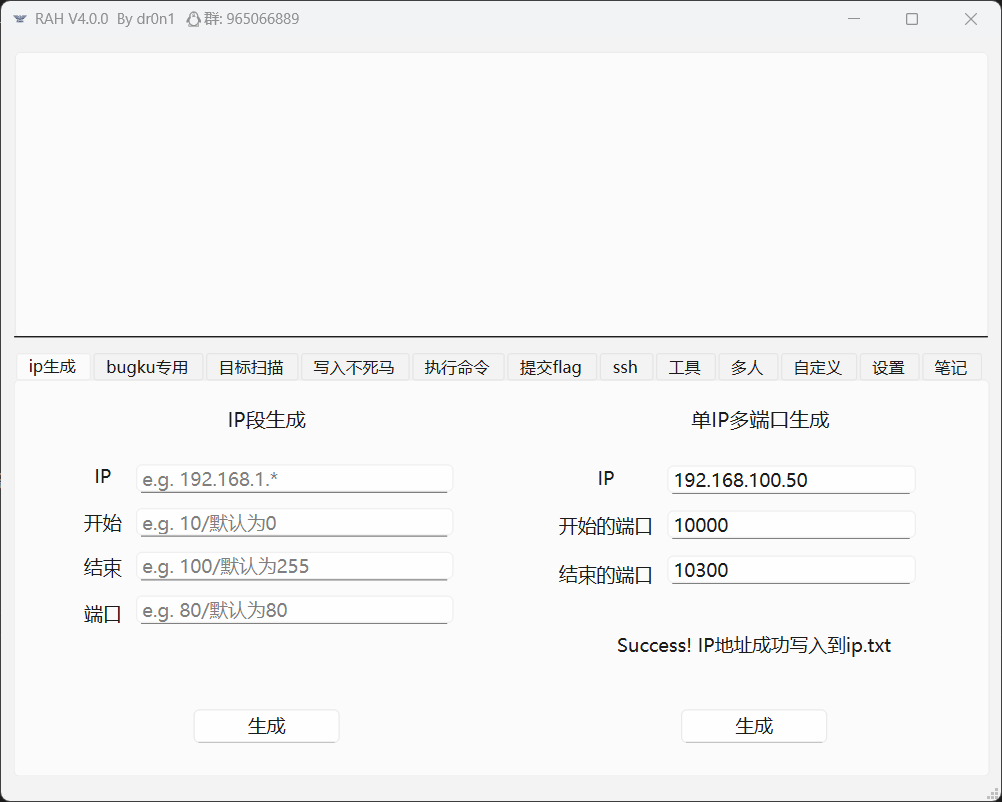 RAH V4.0.0 By dr0n1 群: 965066889
ip生成 bugku专用 目标扫描 写入不死马 执行命令 提交flag ssh 工具 多人 自定义 设置 笔记
IP段生成
IP e.g. 192.168.1.*
开始 e.g. 10/默认为0
结束 e.g. 100/默认为255
端口 e.g. 80/默认为80
生成
单IP多端口生成
IP 192.168.100.50
开始的端口 10000
结束的端口 10300
Success! IP地址成功写入到ip.txt
生成